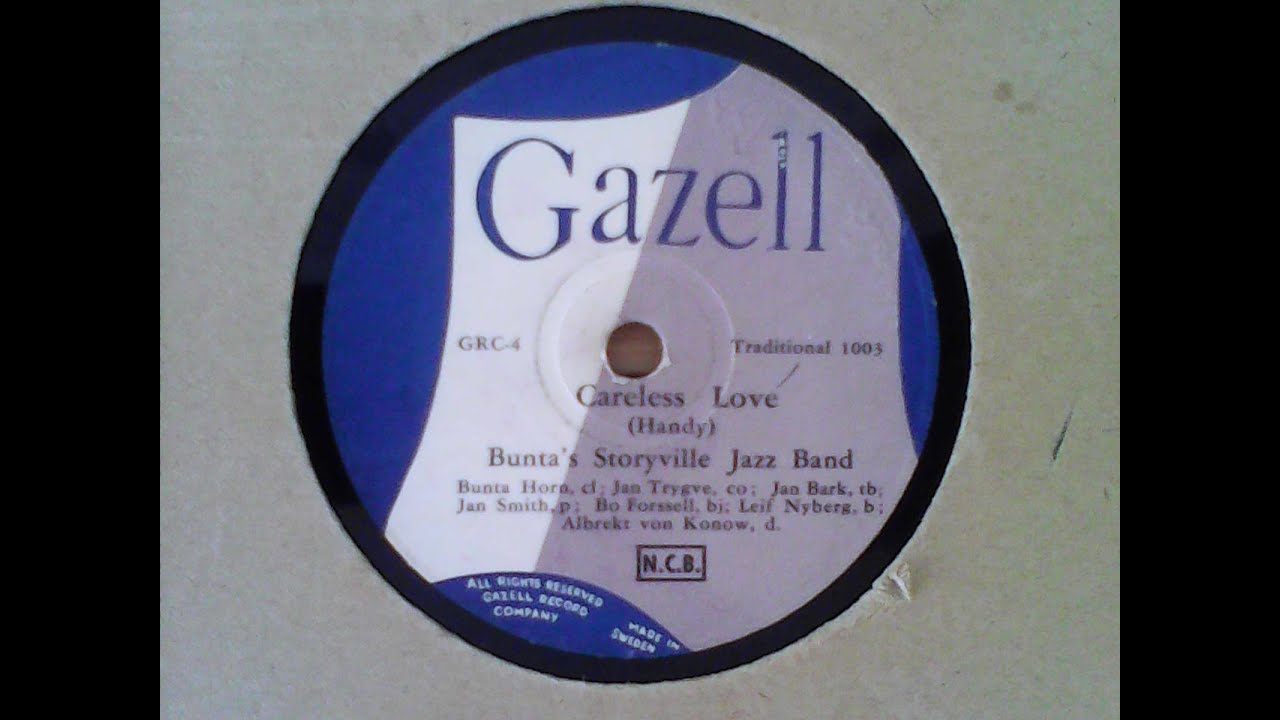 Gazell
GRC-4 Traditional 1003
Careless Love
(Handy)
Bunta's Storyville Jazz Band
Bunta Horn, cl; Jan Trygve, co; Jan Bark, tb;
Jan Smith, p; Bo Forssell, bj; Leif Nyberg, b;
Albrekt von Konow, d.
N.C.B.
ALL RIGHTS RESERVED
GAZELL RECORD
COMPANY
MADE IN
SWEDEN